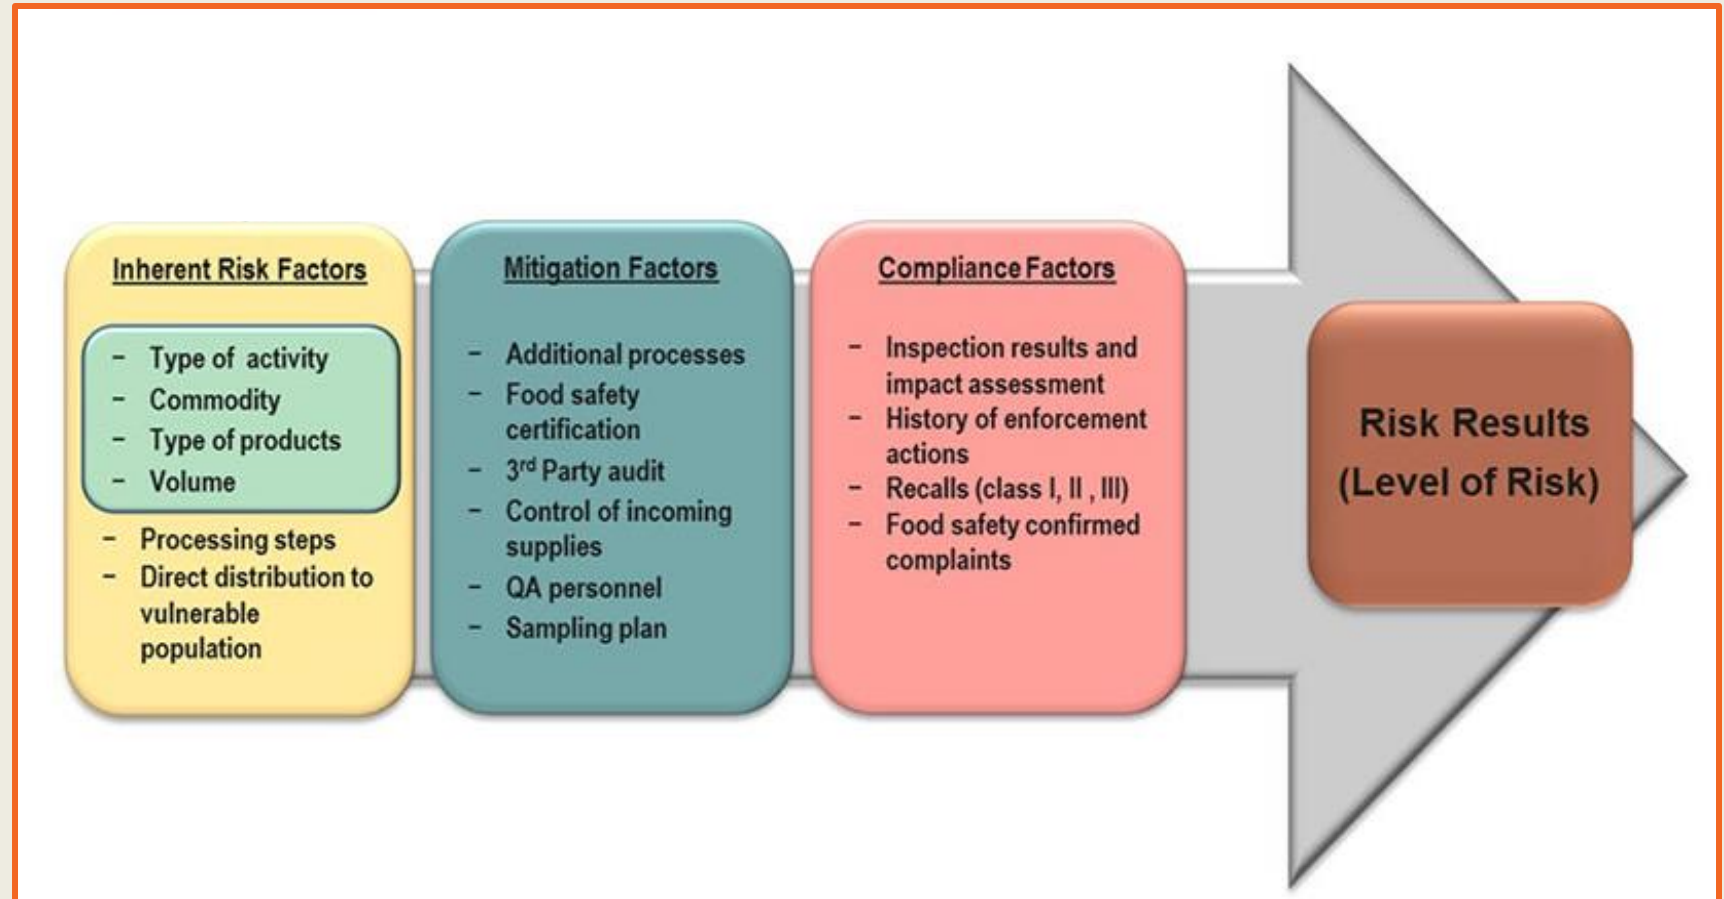 Inherent Risk Factors
- Type of activity
- Commodity
- Type of products
- Volume
- Processing steps
- Direct distribution to
vulnerable
population
Mitigation Factors
- Additional processes
- Food safety
certification
- 3rd Party audit
- Control of incoming
supplies
- QA personnel
- Sampling plan
Compliance Factors
- Inspection results and
impact assessment
- History of enforcement
actions
- Recalls (class I, II , III)
- Food safety confirmed
complaints
Risk Results
(Level of Risk)